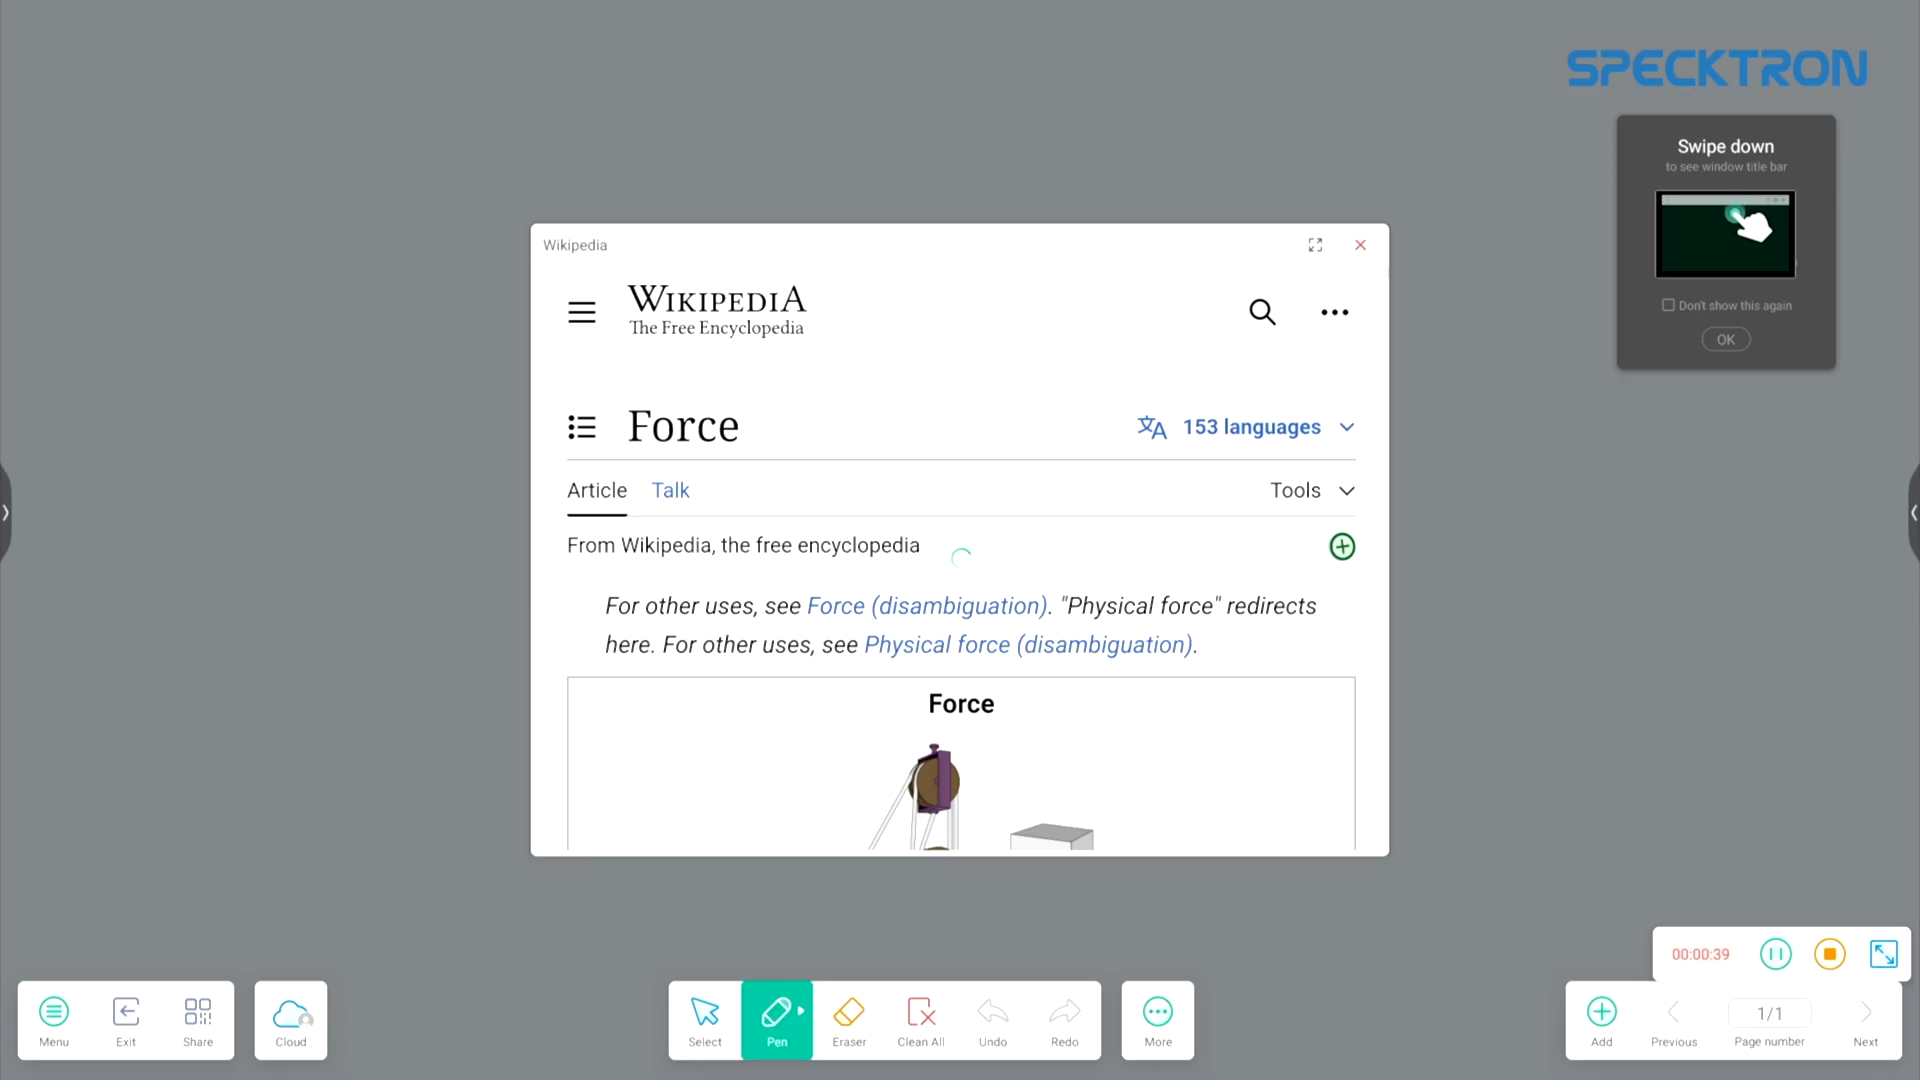 SPECKTRON
Swipe down
to see window title bar
Don't show this again
OK
Wikipedia
WIKIPEDIA
The Free Encyclopedia
Force
153 languages
Article Talk
Tools
From Wikipedia, the free encyclopedia
For other uses, see Force (disambiguation). "Physical force" redirects
here. For other uses, see Physical force (disambiguation).
Force
00:00:39
Menu Exit Share Cloud
Select Pen Eraser Clean All Undo Redo More
1/1
Add Previous Page number Next